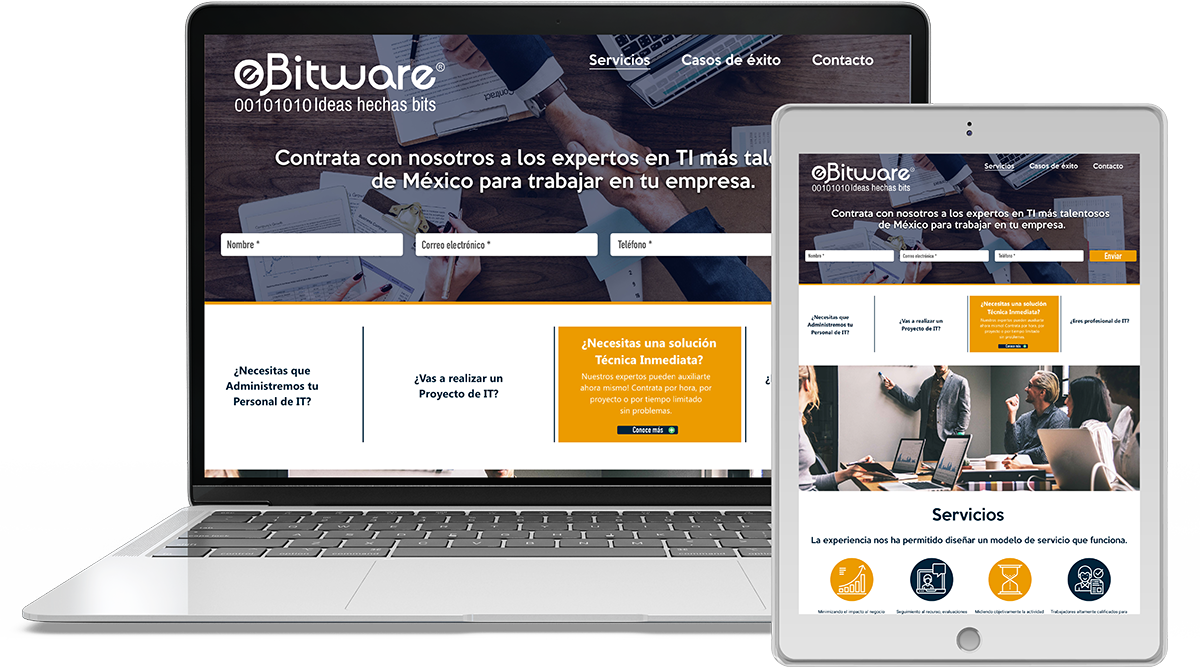 eBitware®
00101010 Ideas hechas bits
Servicios Casos de éxito Contacto
Contract
Contrata con nosotros a los expertos en TI más
de México para trabajar en tu empresa.
Nombre * Correo electrónico * Teléfono *
¿Necesitas que
Administremos tu
Personal de IT?
¿Vas a realizar un
Proyecto de IT?
¿Necesitas una solución
Técnica Inmediata?
Nuestros expertos pueden auxiliarte
ahora mismo! Contrata por hora, por
proyecto o por tiempo limitado
sin problemas.
Conoce más
eBitware®
00101010 Ideas hechas bits
Servicios Casos de éxito Contacto
Contrata con nosotros a los expertos en TI más talentosos
de México para trabajar en tu empresa.
Nombre * Correo electrónico * Teléfono * Enviar
¿Necesitas que
Administremos tu
Personal de IT?
¿Vas a realizar un
Proyecto de IT?
¿Necesitas una solución
Técnica Inmediata?
Nuestros expertos pueden auxiliarte
ahora mismo! Contrata por hora, por
proyecto o por tiempo limitado
sin problemas.
Conoce más
¿Eres profesional de IT?
Servicios
La experiencia nos ha permitido diseñar un modelo de servicio que funciona.
Minimizando el impacto al negocio
Seguimiento al recurso, evaluaciones
Midiendo objetivamente la actividad
Trabajadores altamente calificados para